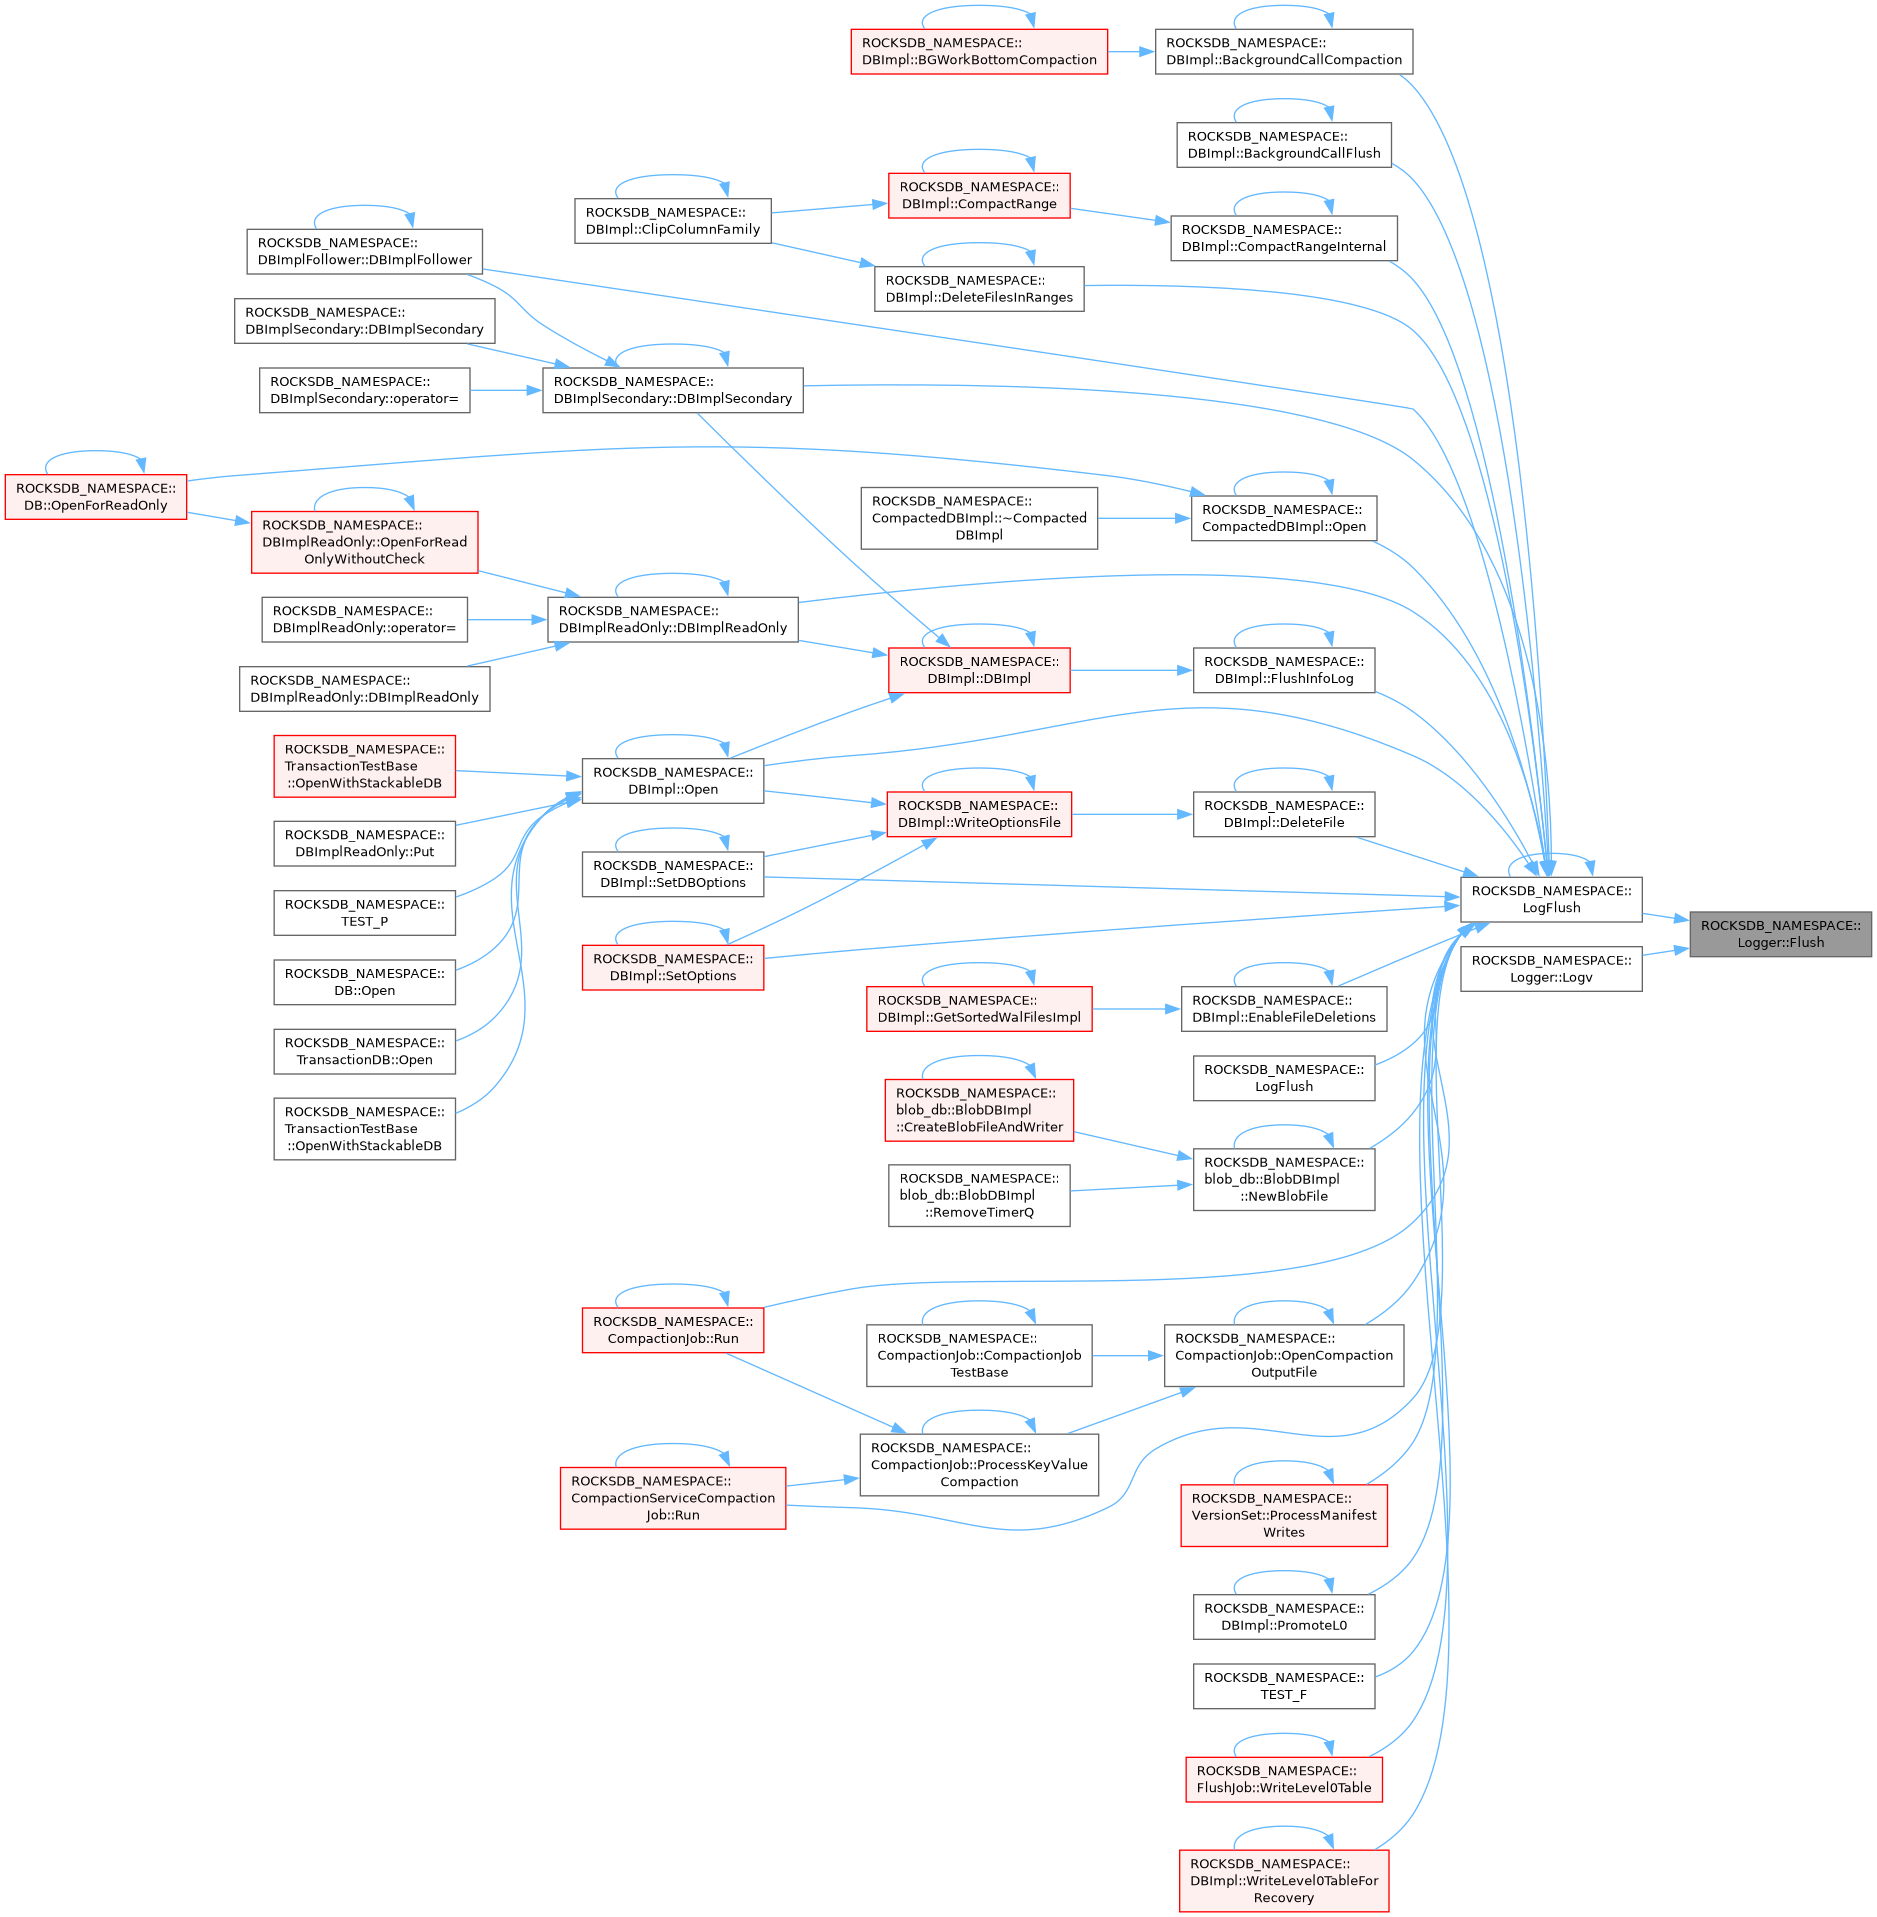 ROCKSDB_NAMESPACE::
DBImpl::BGWorkBottomCompaction
ROCKSDB_NAMESPACE::
DBImpl::BackgroundCallCompaction
ROCKSDB_NAMESPACE::
DBImpl::BackgroundCallFlush
ROCKSDB_NAMESPACE::
DBImpl::CompactRange
ROCKSDB_NAMESPACE::
DBImpl::ClipColumnFamily
ROCKSDB_NAMESPACE::
DBImpl::CompactRangeInternal
ROCKSDB_NAMESPACE::
DBImplFollower::DBImplFollower
ROCKSDB_NAMESPACE::
DBImpl::DeleteFilesInRanges
ROCKSDB_NAMESPACE::
DBImplSecondary::DBImplSecondary
ROCKSDB_NAMESPACE::
DBImplSecondary::operator=
ROCKSDB_NAMESPACE::
DBImplSecondary::DBImplSecondary
ROCKSDB_NAMESPACE::
DB::OpenForReadOnly
ROCKSDB_NAMESPACE::
CompactedDBImpl::~Compacted
DBImpl
ROCKSDB_NAMESPACE::
CompactedDBImpl::Open
ROCKSDB_NAMESPACE::
DBImplReadOnly::OpenForRead
OnlyWithoutCheck
ROCKSDB_NAMESPACE::
DBImplReadOnly::operator=
ROCKSDB_NAMESPACE::
DBImplReadOnly::DBImplReadOnly
ROCKSDB_NAMESPACE::
DBImpl::DBImpl
ROCKSDB_NAMESPACE::
DBImpl::FlushInfoLog
ROCKSDB_NAMESPACE::
DBImplReadOnly::DBImplReadOnly
ROCKSDB_NAMESPACE::
TransactionTestBase
::OpenWithStackableDB
ROCKSDB_NAMESPACE::
DBImpl::Open
ROCKSDB_NAMESPACE::
DBImpl::WriteOptionsFile
ROCKSDB_NAMESPACE::
DBImpl::DeleteFile
ROCKSDB_NAMESPACE::
DBImplReadOnly::Put
ROCKSDB_NAMESPACE::
DBImpl::SetDBOptions
ROCKSDB_NAMESPACE::
TEST_P
ROCKSDB_NAMESPACE::
LogFlush
ROCKSDB_NAMESPACE::
Logger::Flush
ROCKSDB_NAMESPACE::
DB::Open
ROCKSDB_NAMESPACE::
DBImpl::SetOptions
ROCKSDB_NAMESPACE::
Logger::Logv
ROCKSDB_NAMESPACE::
DBImpl::GetSortedWalFilesImpl
ROCKSDB_NAMESPACE::
DBImpl::EnableFileDeletions
ROCKSDB_NAMESPACE::
TransactionDB::Open
ROCKSDB_NAMESPACE::
LogFlush
ROCKSDB_NAMESPACE::
blob_db::BlobDBImpl
::CreateBlobFileAndWriter
ROCKSDB_NAMESPACE::
TransactionTestBase
::OpenWithStackableDB
ROCKSDB_NAMESPACE::
blob_db::BlobDBImpl
::RemoveTimerQ
ROCKSDB_NAMESPACE::
blob_db::BlobDBImpl
::NewBlobFile
ROCKSDB_NAMESPACE::
CompactionJob::Run
ROCKSDB_NAMESPACE::
CompactionJob::CompactionJob
TestBase
ROCKSDB_NAMESPACE::
CompactionJob::OpenCompaction
OutputFile
ROCKSDB_NAMESPACE::
CompactionJob::ProcessKeyValue
Compaction
ROCKSDB_NAMESPACE::
CompactionServiceCompaction
Job::Run
ROCKSDB_NAMESPACE::
VersionSet::ProcessManifest
Writes
ROCKSDB_NAMESPACE::
DBImpl::PromoteL0
ROCKSDB_NAMESPACE::
TEST_F
ROCKSDB_NAMESPACE::
FlushJob::WriteLevel0Table
ROCKSDB_NAMESPACE::
DBImpl::WriteLevel0TableFor
Recovery